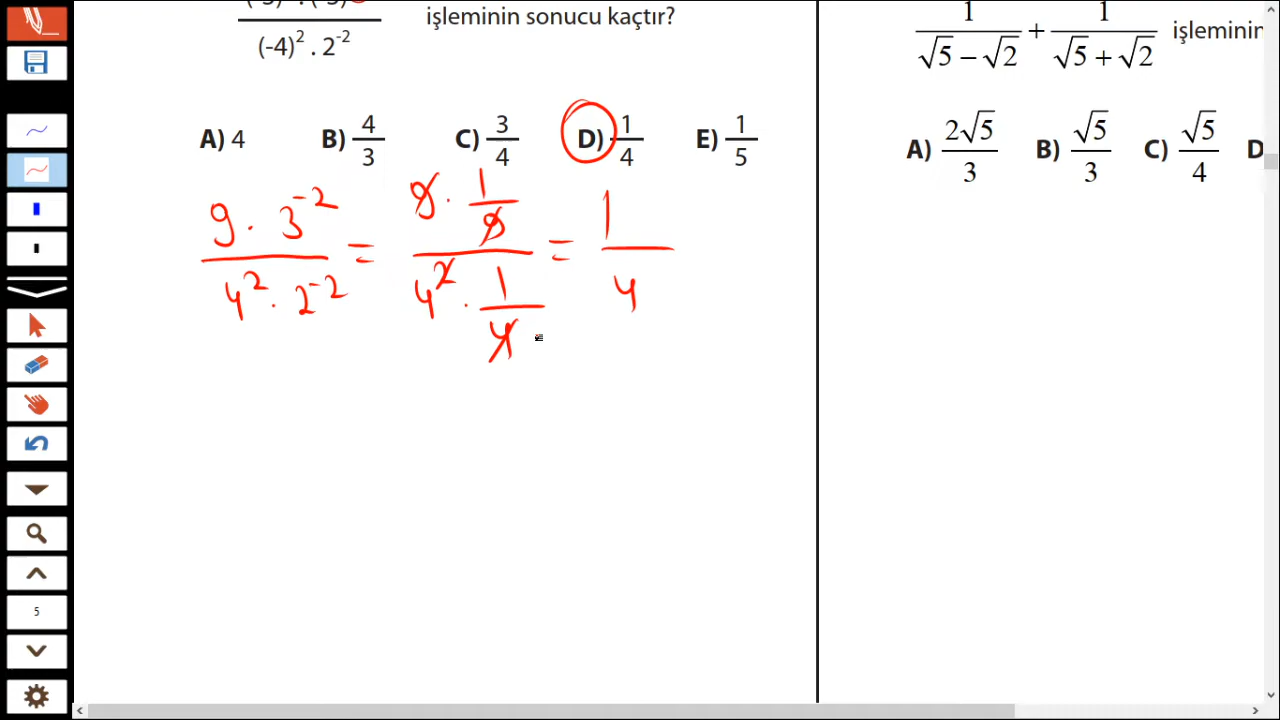 (-4)² . 2⁻² işleminin sonucu kaçtır?
A) 4 B) 4/3 C) 3/4 D) 1/4 E) 1/5
9 . 3⁻² / 4² . 2⁻² = 9 . 1/9 / 4² . 1/4 = 1/4
1/(√5 − √2) + 1/(√5 + √2) işleminin
A) 2√5/3 B) √5/3 C) √5/4 D
5